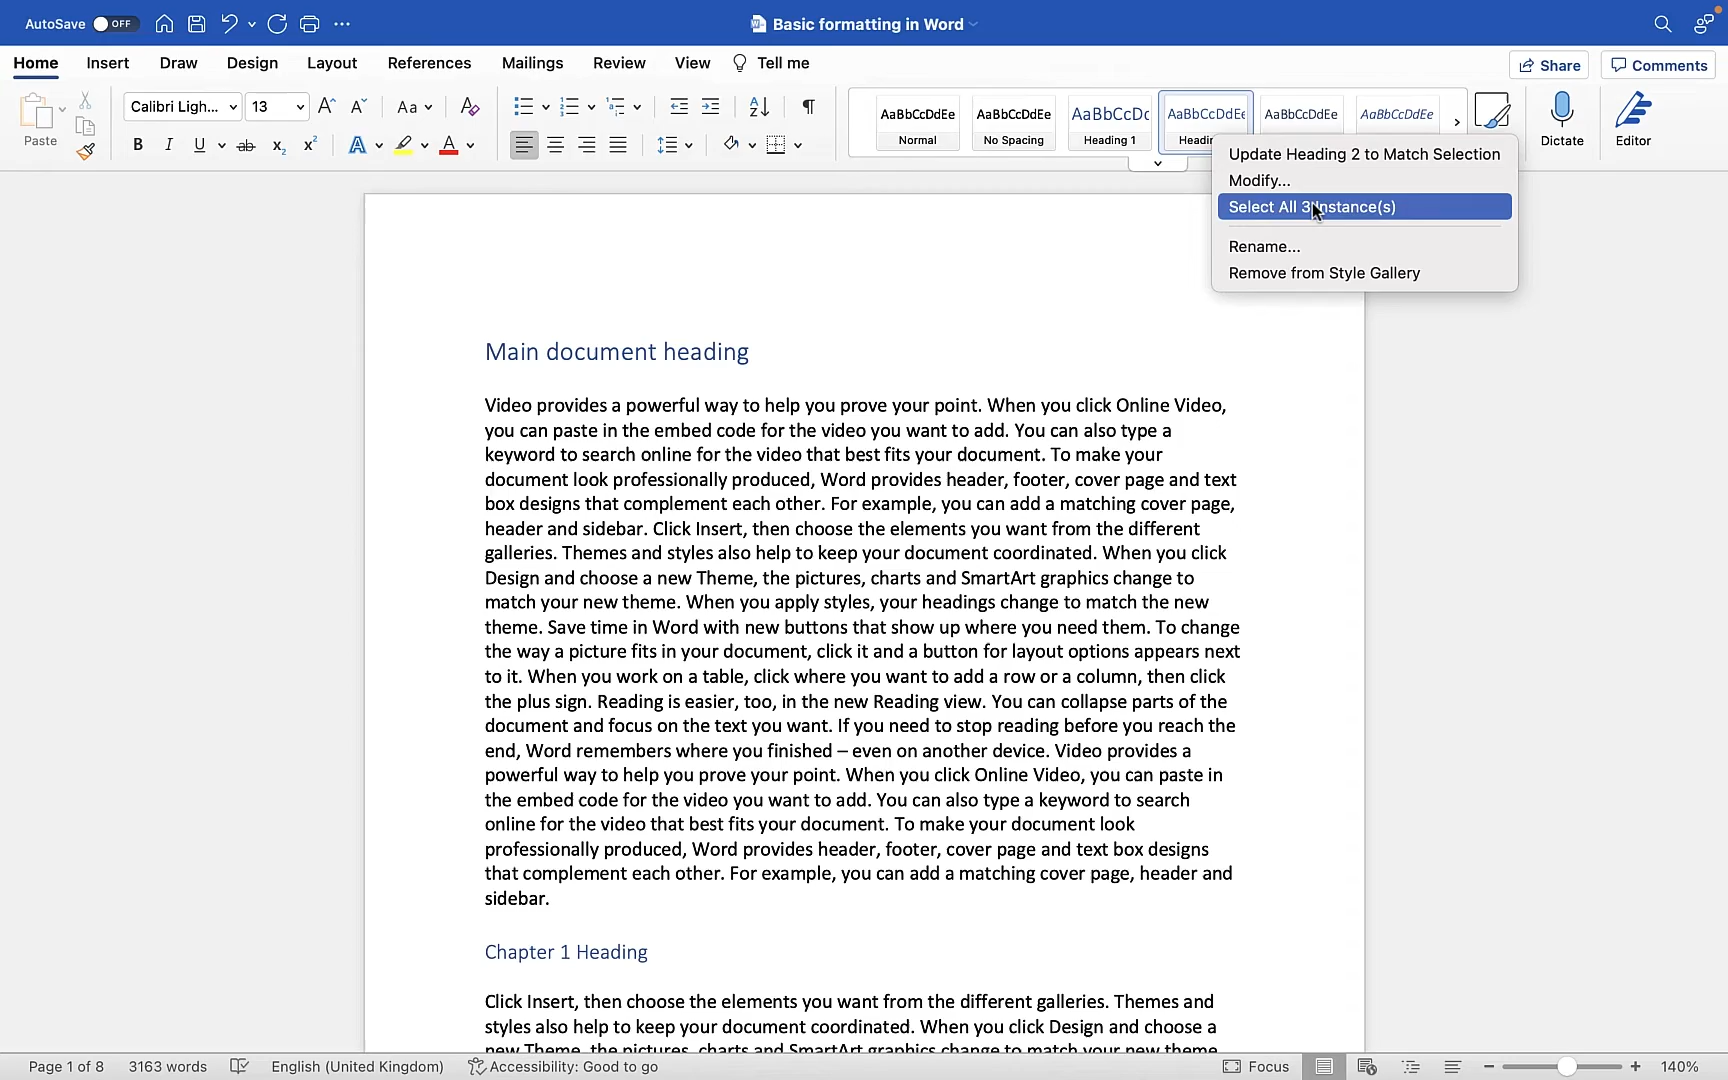 AutoSave OFF
Basic formatting in Word
Home Insert Draw Design Layout References Mailings Review View Tell me Share Comments
Paste
Calibri Ligh... 13
AaBbCcDdEe Normal
AaBbCcDdEe No Spacing
AaBbCcDc Heading 1
AaBbCcDdEe
AaBbCcDdEe
AaBbCcDdEe
Dictate
Editor
Update Heading 2 to Match Selection
Modify...
Select All 3 Instance(s)
Rename...
Remove from Style Gallery
Main document heading
Video provides a powerful way to help you prove your point. When you click Online Video,
you can paste in the embed code for the video you want to add. You can also type a
keyword to search online for the video that best fits your document. To make your
document look professionally produced, Word provides header, footer, cover page and text
box designs that complement each other. For example, you can add a matching cover page,
header and sidebar. Click Insert, then choose the elements you want from the different
galleries. Themes and styles also help to keep your document coordinated. When you click
Design and choose a new Theme, the pictures, charts and SmartArt graphics change to
match your new theme. When you apply styles, your headings change to match the new
theme. Save time in Word with new buttons that show up where you need them. To change
the way a picture fits in your document, click it and a button for layout options appears next
to it. When you work on a table, click where you want to add a row or a column, then click
the plus sign. Reading is easier, too, in the new Reading view. You can collapse parts of the
document and focus on the text you want. If you need to stop reading before you reach the
end, Word remembers where you finished – even on another device. Video provides a
powerful way to help you prove your point. When you click Online Video, you can paste in
the embed code for the video you want to add. You can also type a keyword to search
online for the video that best fits your document. To make your document look
professionally produced, Word provides header, footer, cover page and text box designs
that complement each other. For example, you can add a matching cover page, header and
sidebar.
Chapter 1 Heading
Click Insert, then choose the elements you want from the different galleries. Themes and
styles also help to keep your document coordinated. When you click Design and choose a
new Theme, the pictures, charts and SmartArt graphics change to match your new theme.
Page 1 of 8 3163 words English (United Kingdom) Accessibility: Good to go Focus 140%